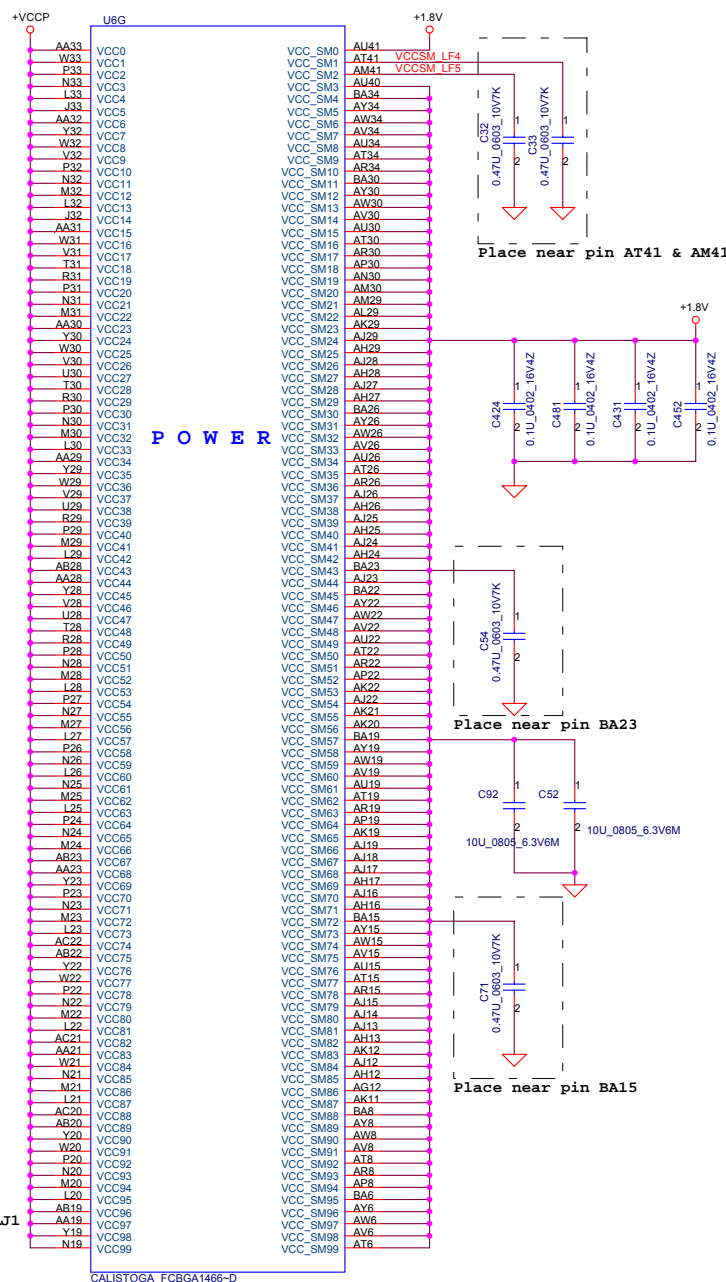 +VCCP U6G +1.8V
AA33 VCC0 VCC_SM0 AU41
W33 VCC1 VCC_SM1 AT41 VCCSM_LF4
P33 VCC2 VCC_SM2 AM41 VCCSM_LF5
N33 VCC3 VCC_SM3 AU40
L33 VCC4 VCC_SM4 BA34
J33 VCC5 VCC_SM5 AY34
AA32 VCC6 VCC_SM6 AW34
Y32 VCC7 VCC_SM7 AV34
W32 VCC8 VCC_SM8 AU34
V32 VCC9 VCC_SM9 AT34
P32 VCC10 VCC_SM10 AR34
N32 VCC11 VCC_SM11 BA30
M32 VCC12 VCC_SM12 AY30
L32 VCC13 VCC_SM13 AW30
J32 VCC14 VCC_SM14 AV30
AA31 VCC15 VCC_SM15 AU30
W31 VCC16 VCC_SM16 AT30
V31 VCC17 VCC_SM17 AR30
T31 VCC18 VCC_SM18 AP30
R31 VCC19 VCC_SM19 AN30
P31 VCC20 VCC_SM20 AM30
N31 VCC21 VCC_SM21 AM29
M31 VCC22 VCC_SM22 AL29
AA30 VCC23 VCC_SM23 AK29
Y30 VCC24 VCC_SM24 AJ29
W30 VCC25 VCC_SM25 AH29
V30 VCC26 VCC_SM26 AJ28
U30 VCC27 VCC_SM27 AH28
T30 VCC28 VCC_SM28 AJ27
R30 VCC29 VCC_SM29 AH27
P30 VCC30 VCC_SM30 BA26
N30 VCC31 VCC_SM31 AY26
M30 VCC32 VCC_SM32 AW26
L30 VCC33 VCC_SM33 AV26
AA29 VCC34 VCC_SM34 AU26
Y29 VCC35 VCC_SM35 AT26
W29 VCC36 VCC_SM36 AR26
V29 VCC37 VCC_SM37 AJ26
U29 VCC38 VCC_SM38 AH26
R29 VCC39 VCC_SM39 AJ25
P29 VCC40 VCC_SM40 AH25
M29 VCC41 VCC_SM41 AJ24
L29 VCC42 VCC_SM42 AH24
AB28 VCC43 VCC_SM43 BA23
AA28 VCC44 VCC_SM44 AJ23
Y28 VCC45 VCC_SM45 BA22
V28 VCC46 VCC_SM46 AY22
U28 VCC47 VCC_SM47 AW22
T28 VCC48 VCC_SM48 AV22
R28 VCC49 VCC_SM49 AU22
P28 VCC50 VCC_SM50 AT22
N28 VCC51 VCC_SM51 AR22
M28 VCC52 VCC_SM52 AP22
L28 VCC53 VCC_SM53 AK22
P27 VCC54 VCC_SM54 AJ22
N27 VCC55 VCC_SM55 AK21
M27 VCC56 VCC_SM56 AK20
L27 VCC57 VCC_SM57 BA19
P26 VCC58 VCC_SM58 AY19
N26 VCC59 VCC_SM59 AW19
L26 VCC60 VCC_SM60 AV19
N25 VCC61 VCC_SM61 AU19
M25 VCC62 VCC_SM62 AT19
L25 VCC63 VCC_SM63 AR19
P24 VCC64 VCC_SM64 AP19
N24 VCC65 VCC_SM65 AK19
M24 VCC66 VCC_SM66 AJ19
AB23 VCC67 VCC_SM67 AJ18
AA23 VCC68 VCC_SM68 AJ17
Y23 VCC69 VCC_SM69 AH17
P23 VCC70 VCC_SM70 AJ16
N23 VCC71 VCC_SM71 AH16
M23 VCC72 VCC_SM72 BA15
L23 VCC73 VCC_SM73 AY15
AC22 VCC74 VCC_SM74 AW15
AB22 VCC75 VCC_SM75 AV15
Y22 VCC76 VCC_SM76 AU15
W22 VCC77 VCC_SM77 AT15
P22 VCC78 VCC_SM78 AR15
N22 VCC79 VCC_SM79 AJ15
M22 VCC80 VCC_SM80 AJ14
L22 VCC81 VCC_SM81 AJ13
AC21 VCC82 VCC_SM82 AH13
AA21 VCC83 VCC_SM83 AK12
W21 VCC84 VCC_SM84 AJ12
N21 VCC85 VCC_SM85 AH12
M21 VCC86 VCC_SM86 AG12
L21 VCC87 VCC_SM87 AK11
AC20 VCC88 VCC_SM88 BA8
AB20 VCC89 VCC_SM89 AY8
Y20 VCC90 VCC_SM90 AW8
W20 VCC91 VCC_SM91 AV8
P20 VCC92 VCC_SM92 AT8
N20 VCC93 VCC_SM93 AR8
M20 VCC94 VCC_SM94 AP8
L20 VCC95 VCC_SM95 BA6
AB19 VCC96 VCC_SM96 AY6
AA19 VCC97 VCC_SM97 AW6
Y19 VCC98 VCC_SM98 AV6
N19 VCC99 VCC_SM99 AT6
P O W E R
J1
CALISTOGA_FCBGA1466~D
C32 0.47U_0603_10V7K 1 2
C33 0.47U_0603_10V7K 1 2
Place near pin AT41 & AM41
+1.8V
C424 0.1U_0402_16V4Z 1 2
C481 0.1U_0402_16V4Z 1 2
C431 0.1U_0402_16V4Z 1 2
C452 0.1U_0402_16V4Z 1 2
C54 0.47U_0603_10V7K 1 2
Place near pin BA23
C92 1 2 10U_0805_6.3V6M
C52 1 2 10U_0805_6.3V6M
C71 0.47U_0603_10V7K 1 2
Place near pin BA15